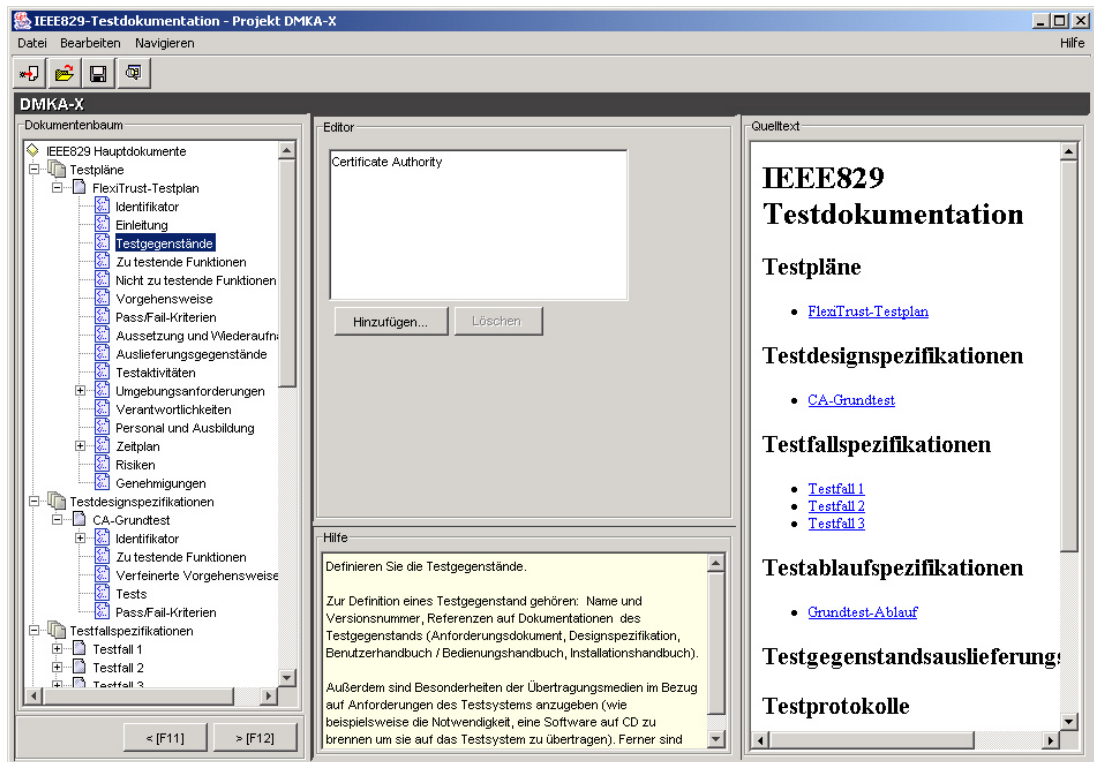 IEEE829-Testdokumentation - Projekt DMKA-X
Datei Bearbeiten Navigieren Hilfe
DMKA-X
Dokumentenbaum
IEEE829 Hauptdokumente
Testpläne
FlexiTrust-Testplan
Identifikator
Einleitung
Testgegenstände
Zu testende Funktionen
Nicht zu testende Funktionen
Vorgehensweise
Pass/Fail-Kriterien
Aussetzung und Wiederaufn
Auslieferungsgegenstände
Testaktivitäten
Umgebungsanforderungen
Verantwortlichkeiten
Personal und Ausbildung
Zeitplan
Risiken
Genehmigungen
Testdesignspezifikationen
CA-Grundtest
Identifikator
Zu testende Funktionen
Verfeinerte Vorgehensweise
Tests
Pass/Fail-Kriterien
Testfallspezifikationen
Testfall 1
Testfall 2
Testfall 3
< [F11] > [F12]
Editor
Certificate Authority
Hinzufügen... Löschen
Hilfe
Definieren Sie die Testgegenstände.
Zur Definition eines Testgegenstand gehören: Name und
Versionsnummer, Referenzen auf Dokumentationen des
Testgegenstands (Anforderungsdokument, Designspezifikation,
Benutzerhandbuch / Bedienungshandbuch, Installationshandbuch).
Außerdem sind Besonderheiten der Übertragungsmedien im Bezug
auf Anforderungen des Testsystems anzugeben (wie
beispielsweise die Notwendigkeit, eine Software auf CD zu
brennen um sie auf das Testsystem zu übertragen). Ferner sind
Quelltext
IEEE829
Testdokumentation
Testpläne
FlexiTrust-Testplan
Testdesignspezifikationen
CA-Grundtest
Testfallspezifikationen
Testfall 1
Testfall 2
Testfall 3
Testablaufspezifikationen
Grundtest-Ablauf
Testgegenstandsauslieferung
Testprotokolle